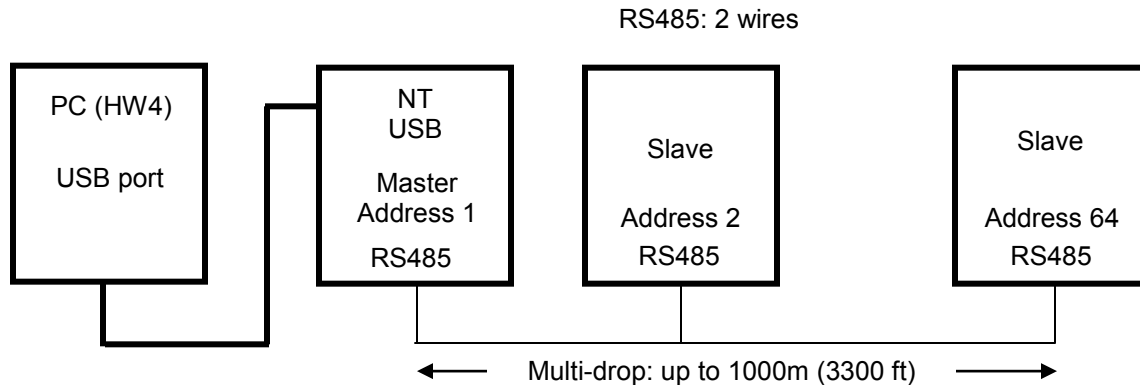 RS485: 2 wires
PC (HW4)
USB port
NT
USB
Master
Address 1
RS485
Slave
Address 2
RS485
Slave
Address 64
RS485
Multi-drop: up to 1000m (3300 ft)